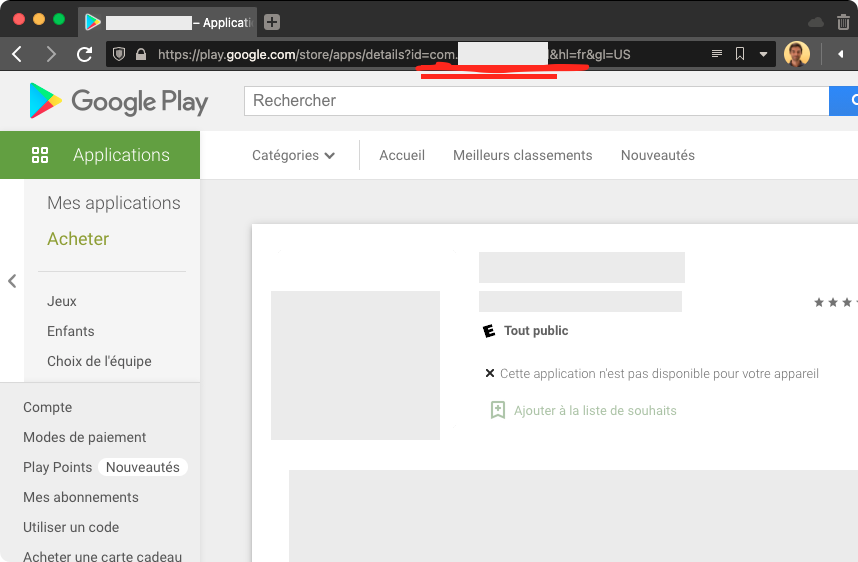 – Applicati
https://play.google.com/store/apps/details?id=com. &hl=fr&gl=US
Google Play
Rechercher
Applications
Catégories
Accueil
Meilleurs classements
Nouveautés
Mes applications
Acheter
Jeux
Enfants
Choix de l'équipe
Compte
Modes de paiement
Play Points Nouveautés
Mes abonnements
Utiliser un code
Acheter une carte cadeau
E Tout public
Cette application n'est pas disponible pour votre appareil
Ajouter à la liste de souhaits